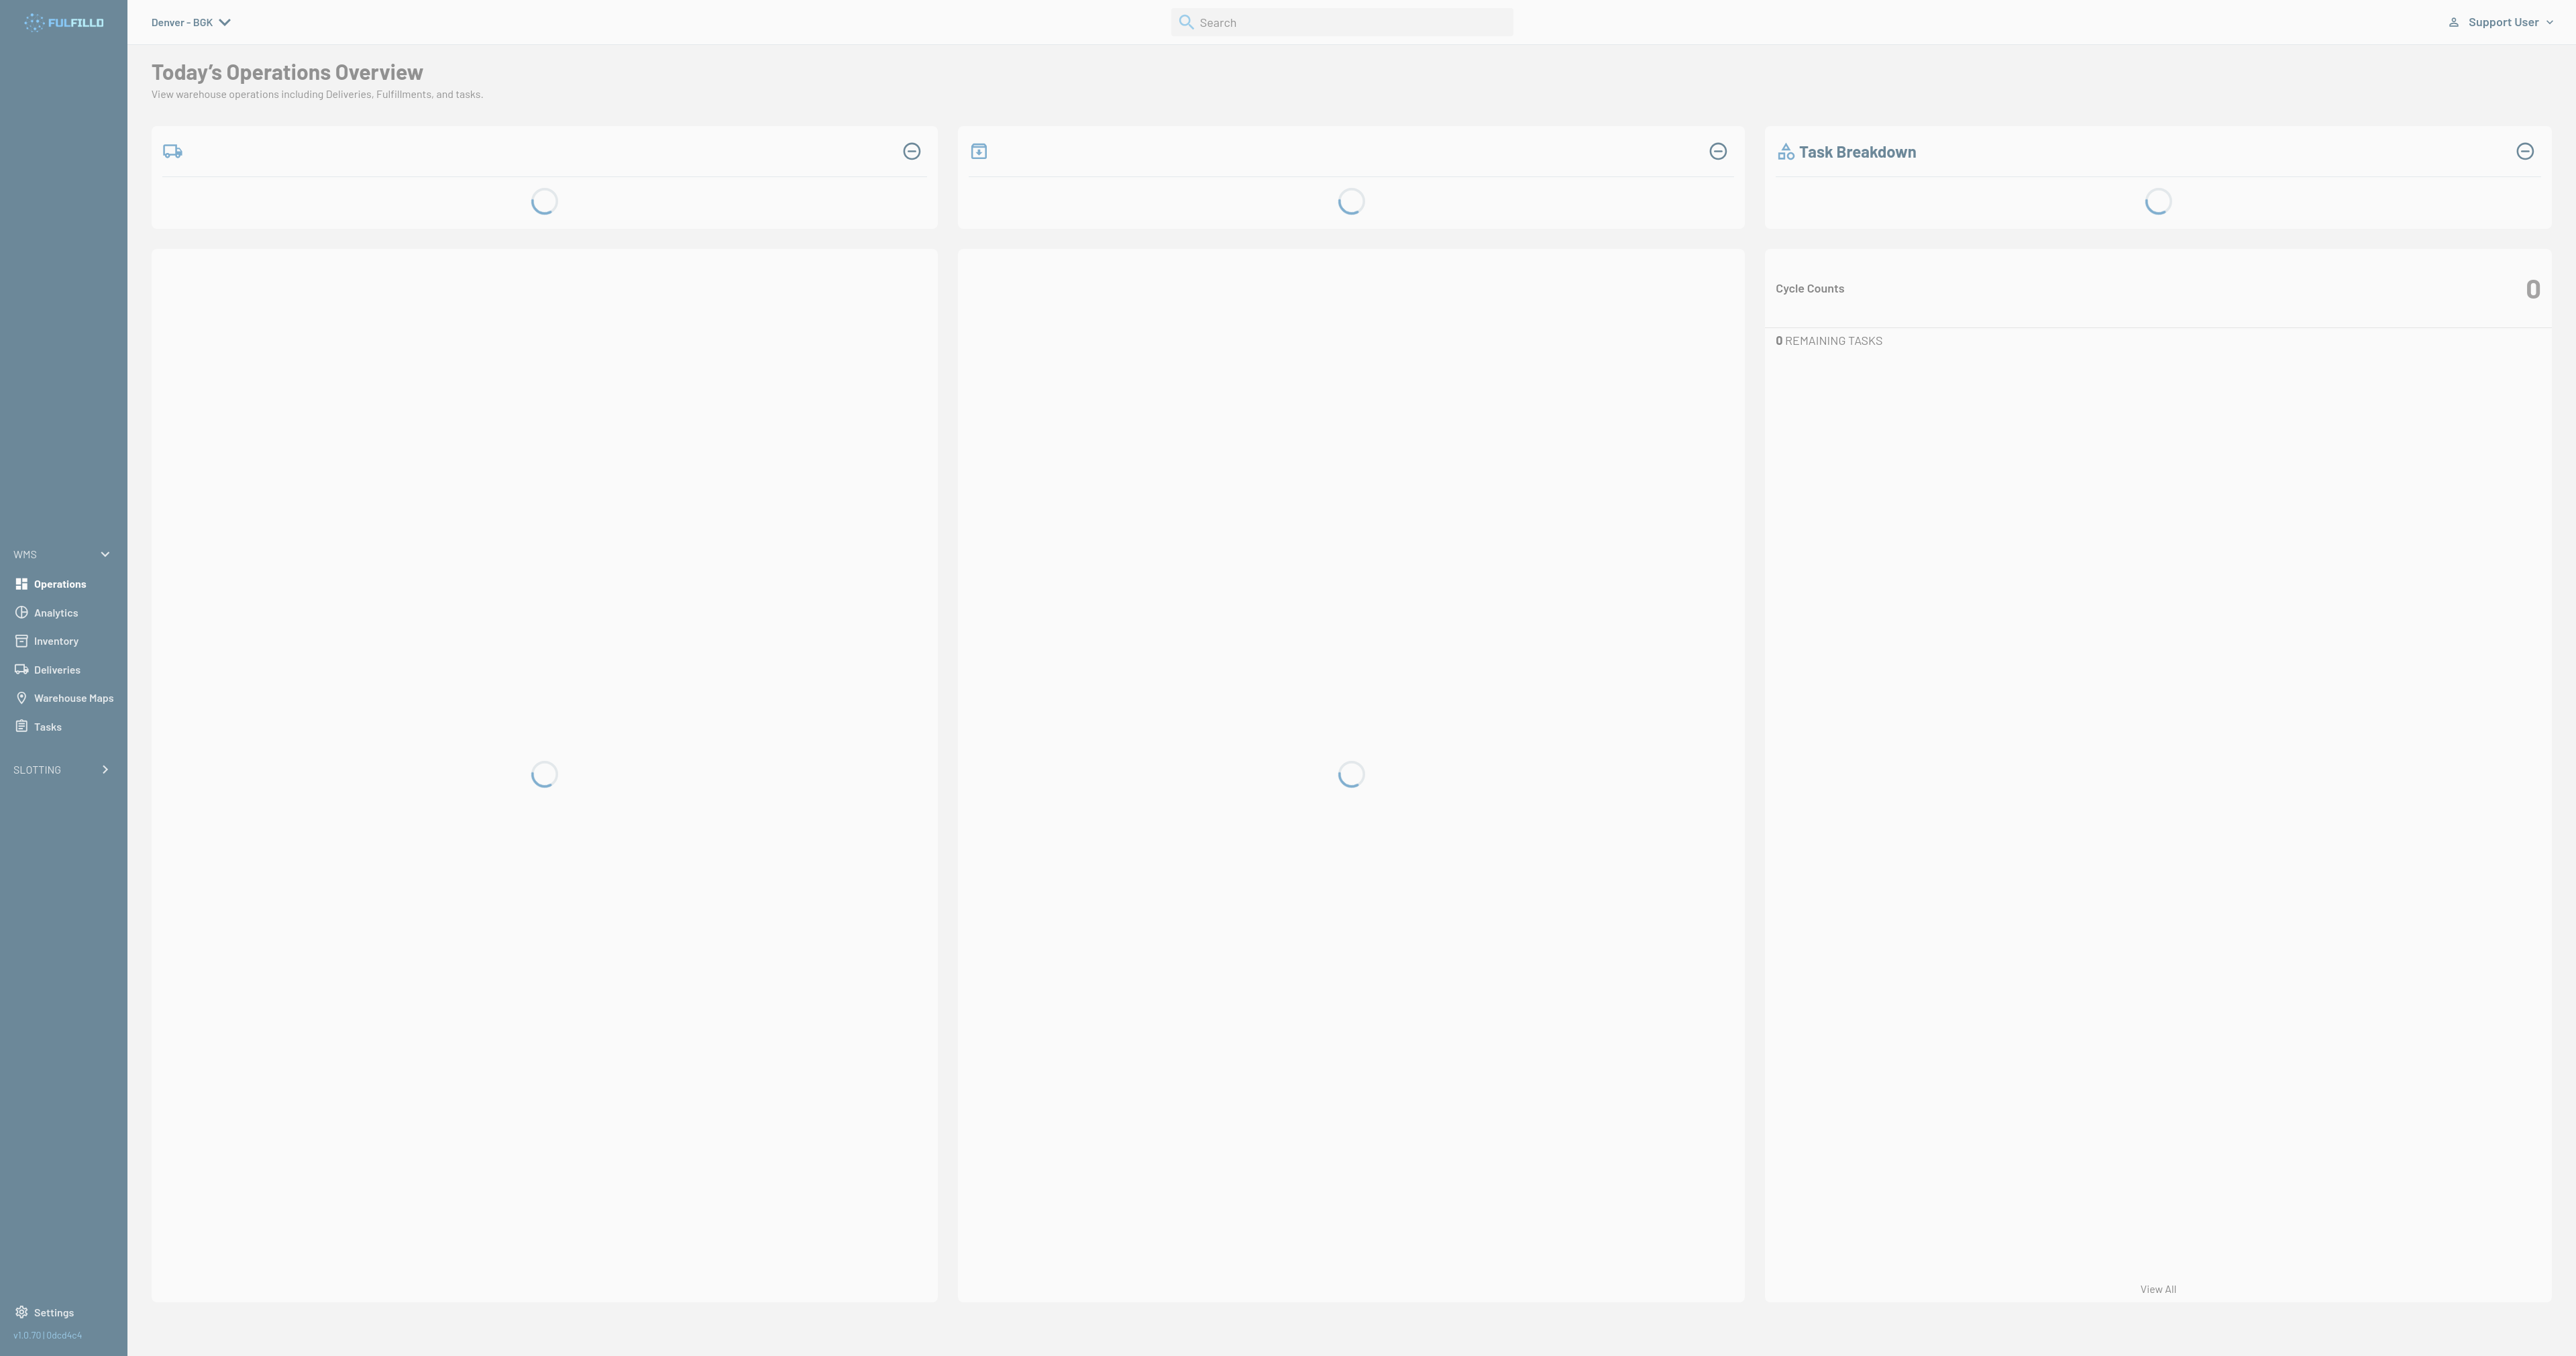 FULFILLD
Denver - BGK
Search
Support User
Today’s Operations Overview
View warehouse operations including Deliveries, Fulfillments, and tasks.
Task Breakdown
Cycle Counts
0
0 REMAINING TASKS
View All
WMS
Operations
Analytics
Inventory
Deliveries
Warehouse Maps
Tasks
SLOTTING
Settings
v1.0.70 | 0dcd4c4